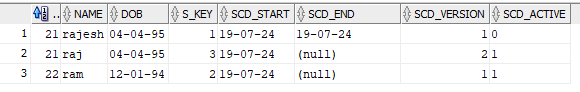 .. NAME DOB S_KEY SCD_START SCD_END SCD_VERSION SCD_ACTIVE
1 21 rajesh 04-04-95 1 19-07-24 19-07-24 1 0
2 21 raj 04-04-95 3 19-07-24 (null) 2 1
3 22 ram 12-01-94 2 19-07-24 (null) 1 1